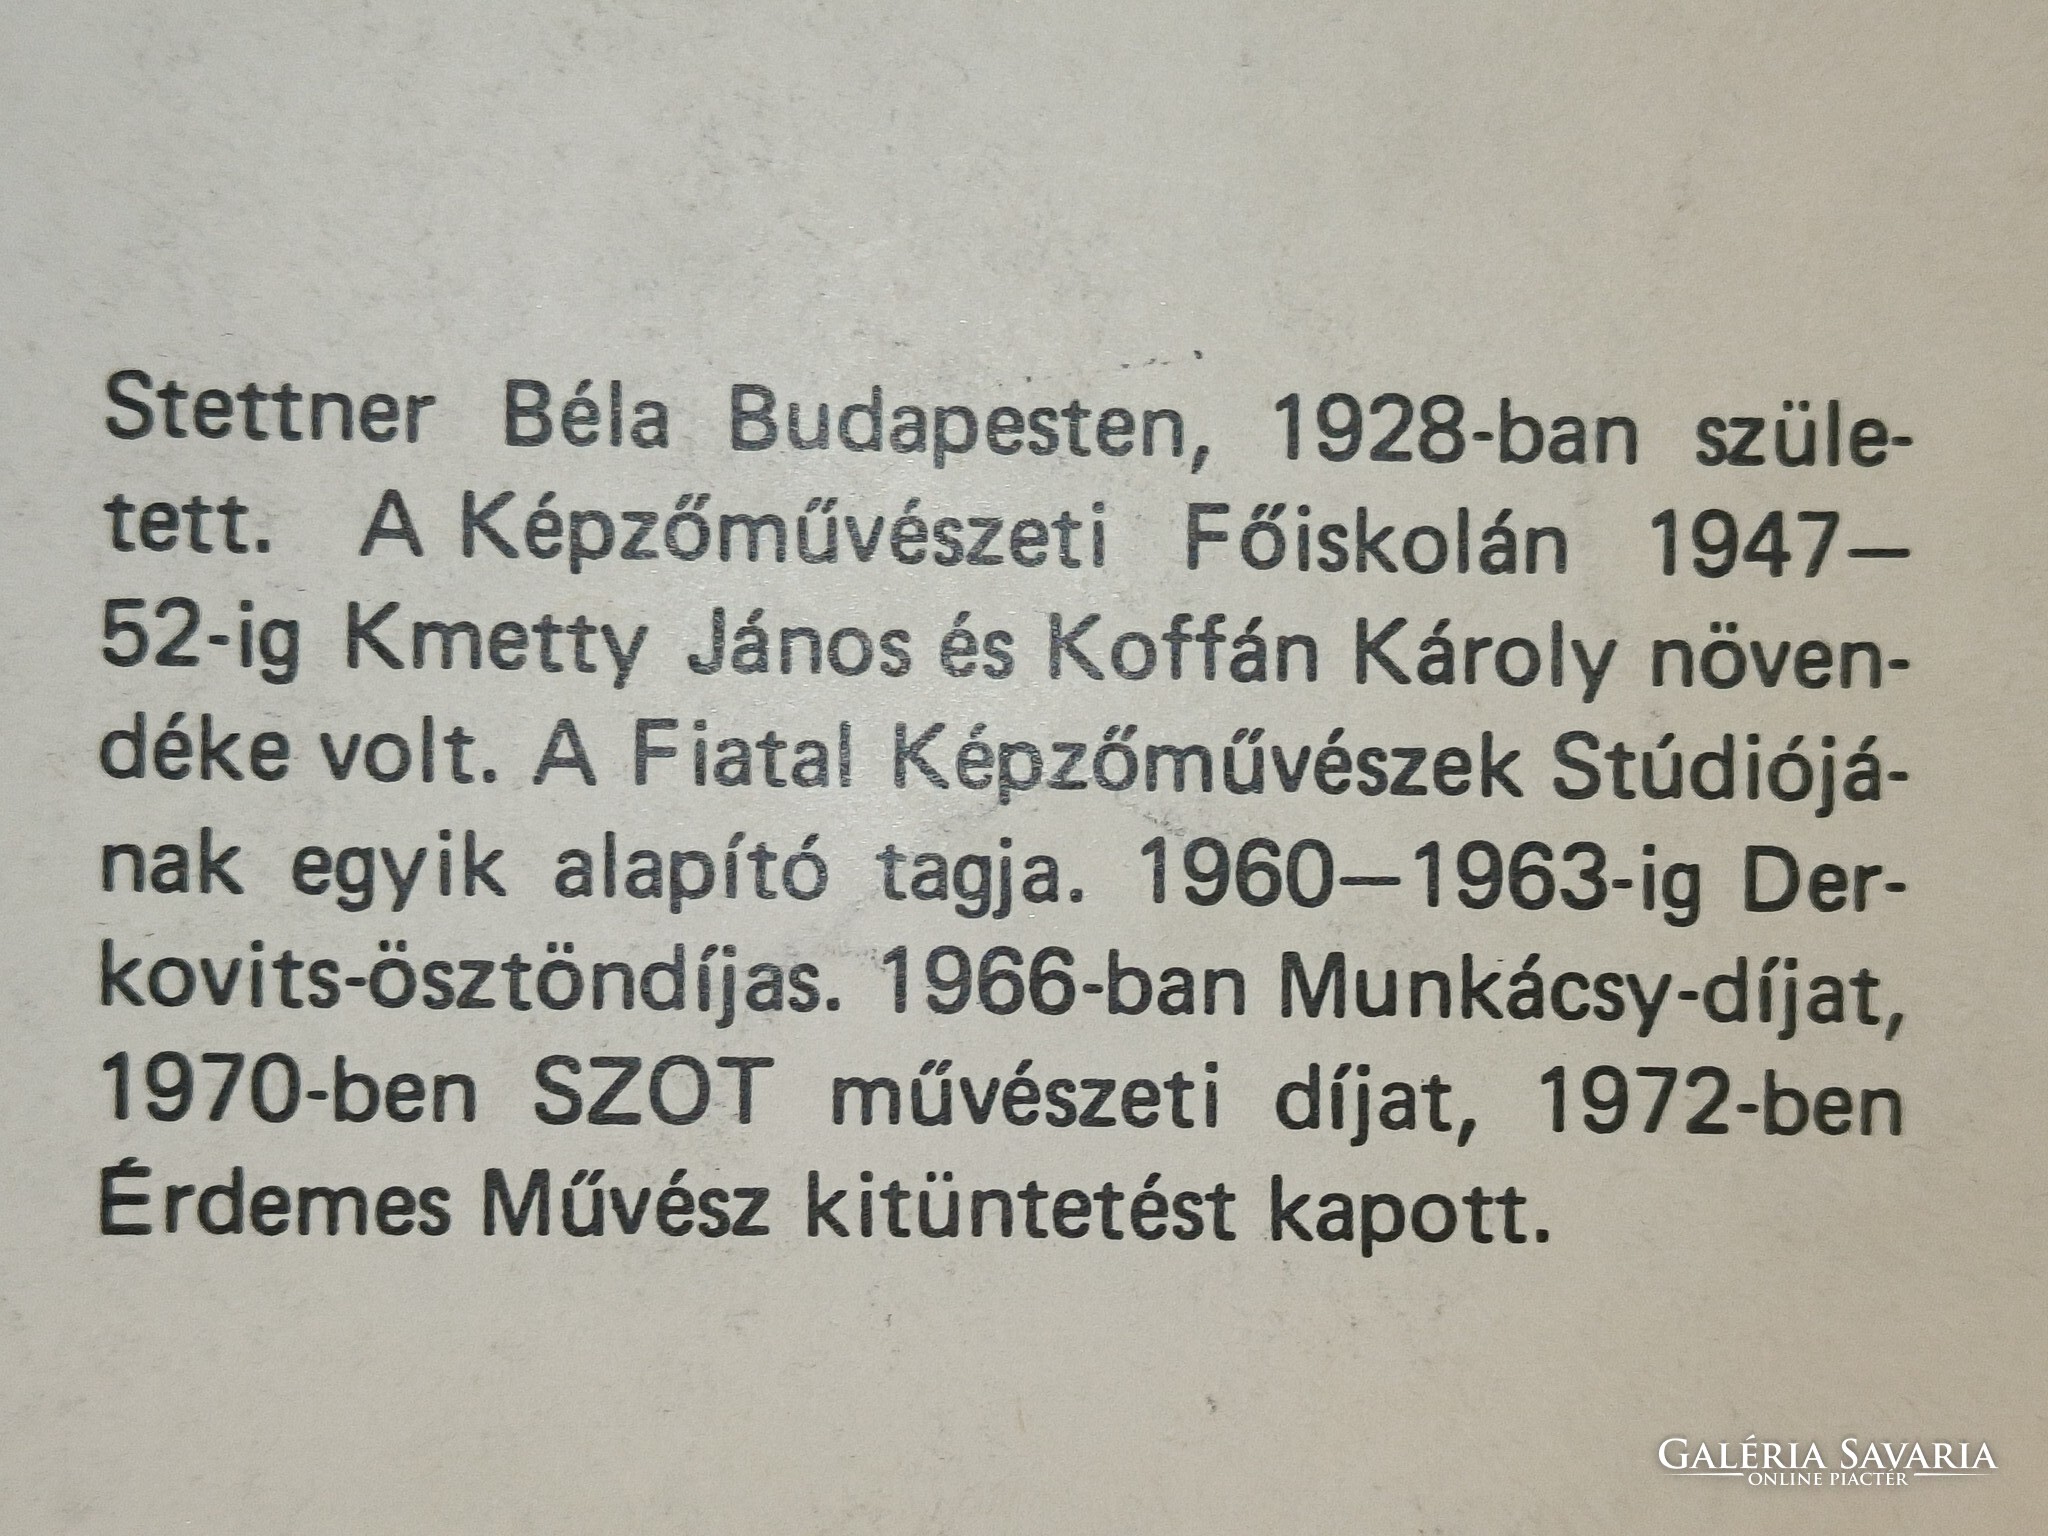 Stettner Béla Budapesten, 1928-ban szüle-
tett. A Képzőművészeti Főiskolán 1947—
52-ig Kmetty János és Koffán Károly növen-
déke volt. A Fiatal Képzőművészek Stúdiójá-
nak egyik alapító tagja. 1960—1963-ig Der-
kovits-ösztöndíjas. 1966-ban Munkácsy-díjat,
1970-ben SZOT művészeti díjat, 1972-ben
Érdemes Művész kitüntetést kapott.
GALÉRIA SAVARIA
ONLINE PIACTÉR